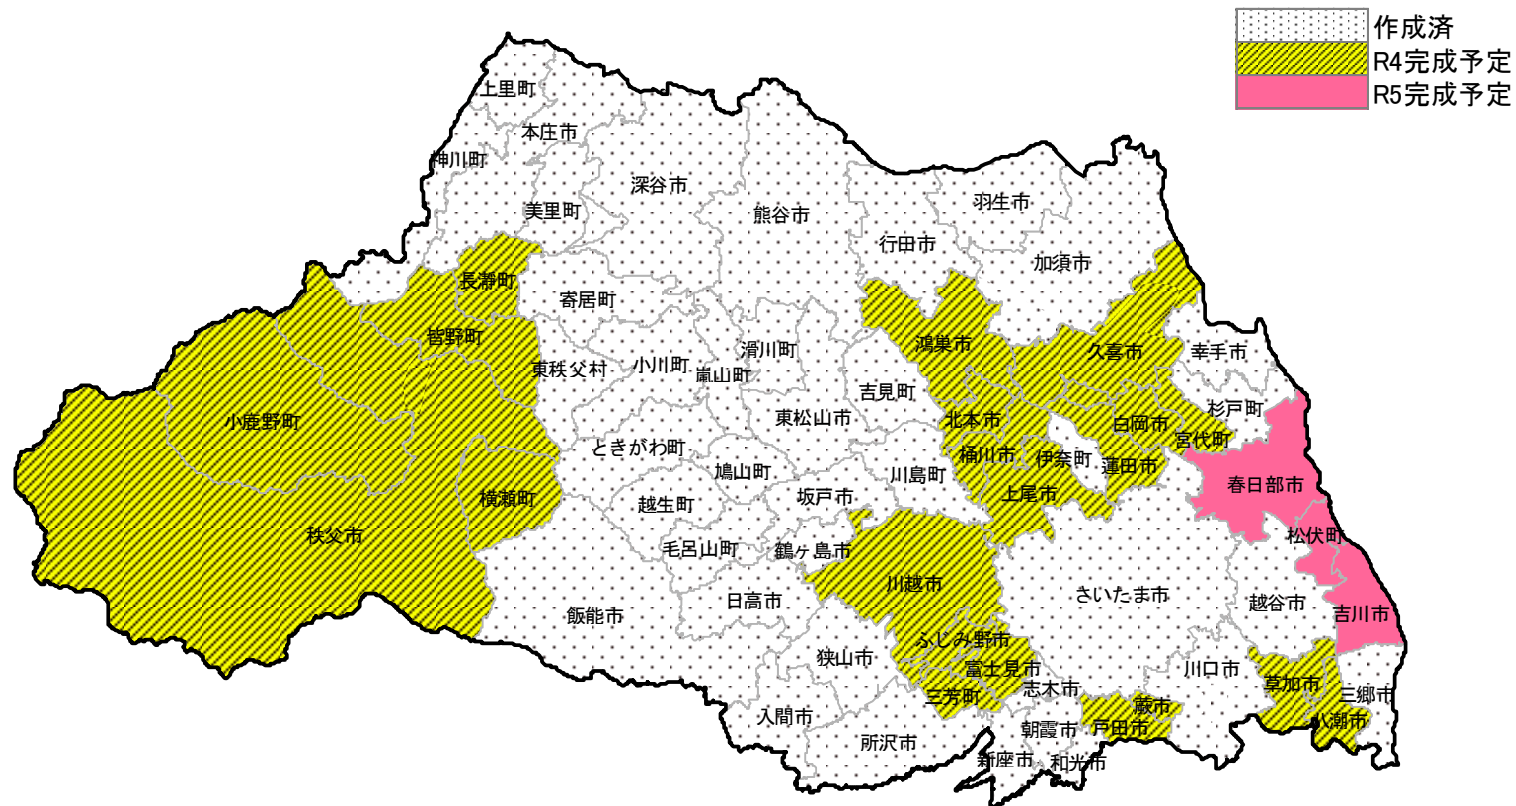 作成済
R4完成予定
R5完成予定
上里町
本庄市
神川町
深谷市
美里町
熊谷市
羽生市
行田市
加須市
長瀞町
寄居町
皆野町
鴻巣市
久喜市
幸手市
滑川町
東秩父村
小川町
嵐山町
吉見町
杉戸町
小鹿野町
東松山市
北本市
白岡市
宮代町
ときがわ町
桶川市
伊奈町
蓮田市
鳩山町
川島町
春日部市
横瀬町
越生町
坂戸市
上尾市
秩父市
松伏町
毛呂山町
鶴ヶ島市
川越市
さいたま市
日高市
越谷市
飯能市
吉川市
ふじみ野市
狭山市
富士見市
川口市
志木市
草加市
三郷市
三芳町
蕨市
入間市
戸田市
八潮市
朝霞市
所沢市
新座市
和光市